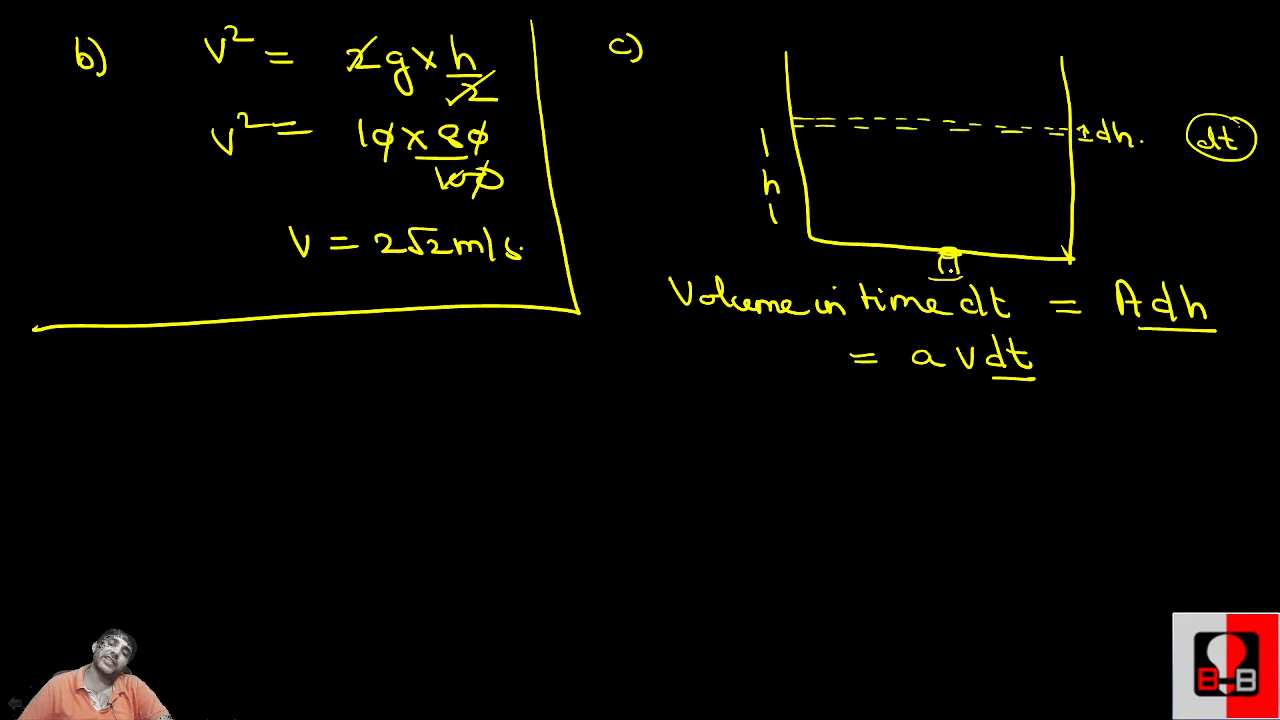 b) v² = 2g × h/2
v² = 10 × 80/100
v = 2√2 m/s
c)
dh.
dt
h
Volume in time dt = A dh
= a v dt
B B